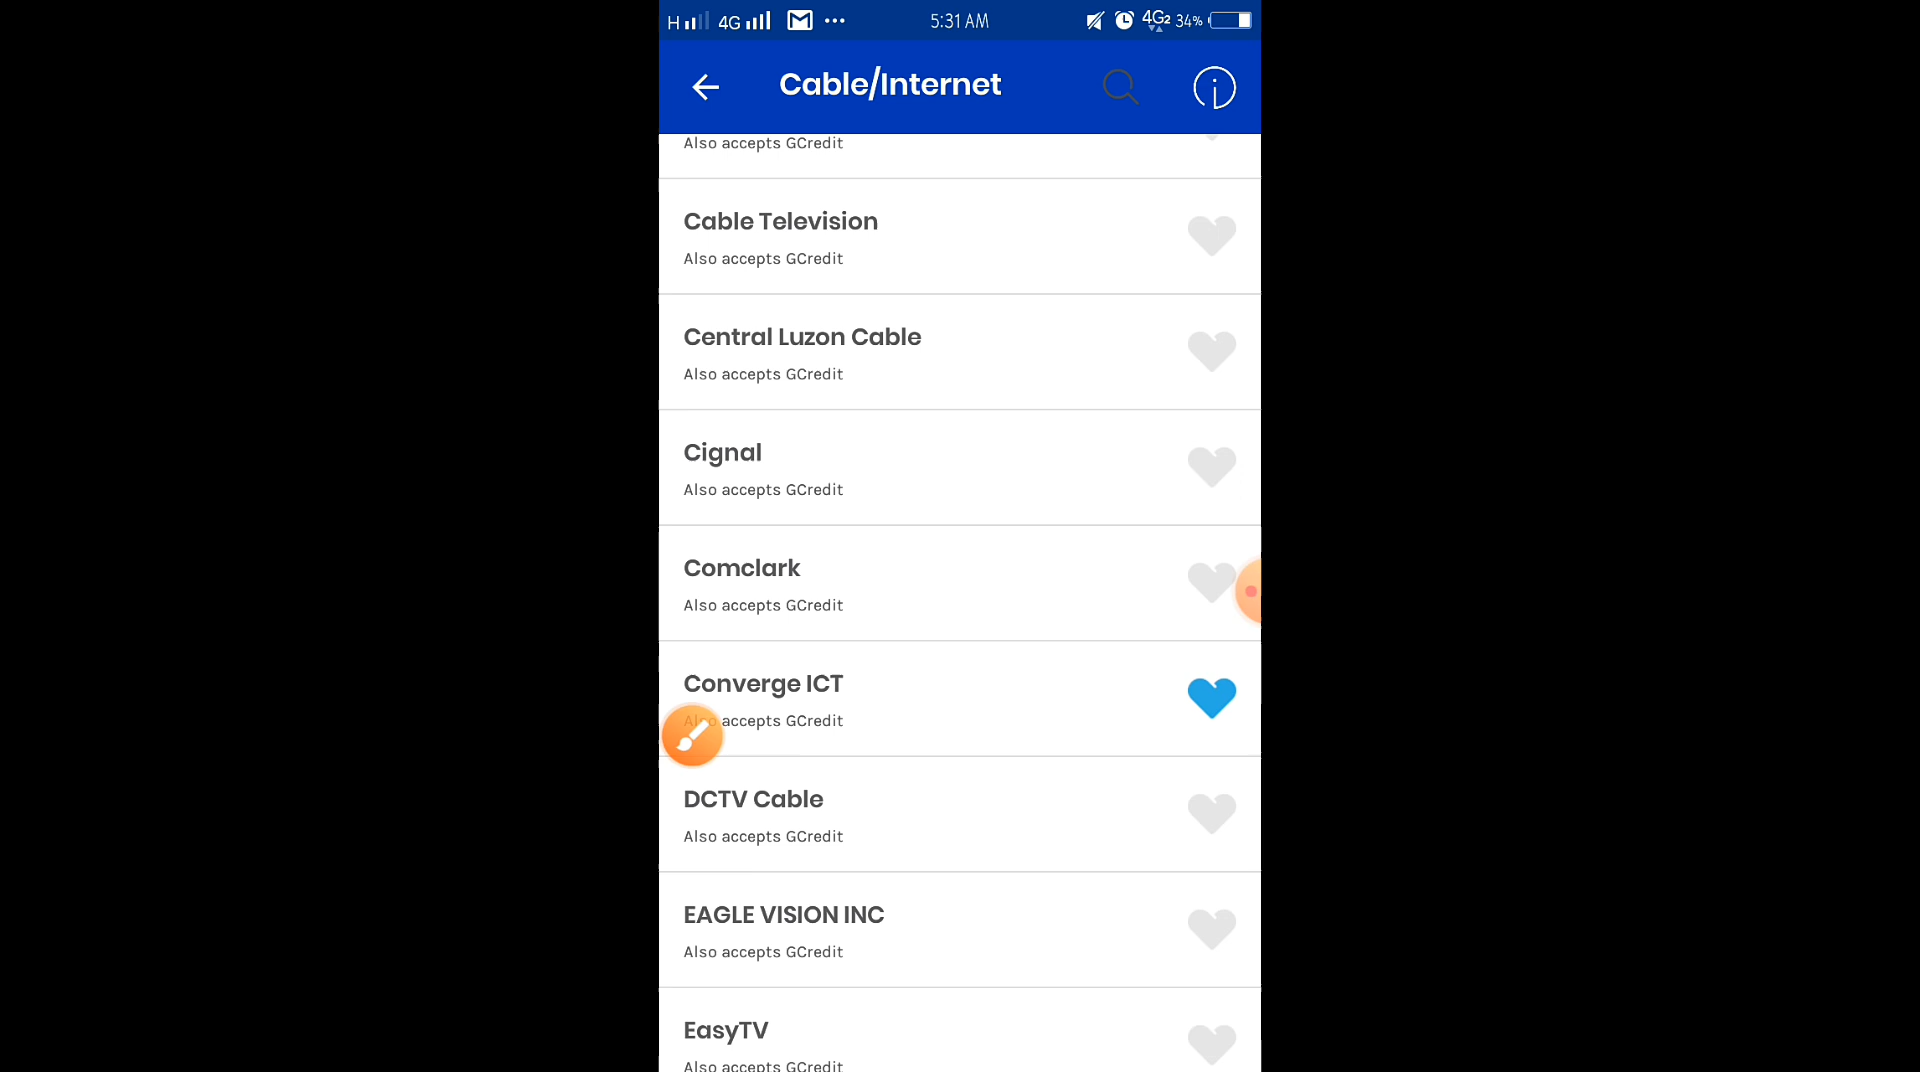 H 4G 5:31 AM 4G2 34%
Cable/Internet
Also accepts GCredit
Cable Television
Also accepts GCredit
Central Luzon Cable
Also accepts GCredit
Cignal
Also accepts GCredit
Comclark
Also accepts GCredit
Converge ICT
Also accepts GCredit
DCTV Cable
Also accepts GCredit
EAGLE VISION INC
Also accepts GCredit
EasyTV
Also accepts GCredit